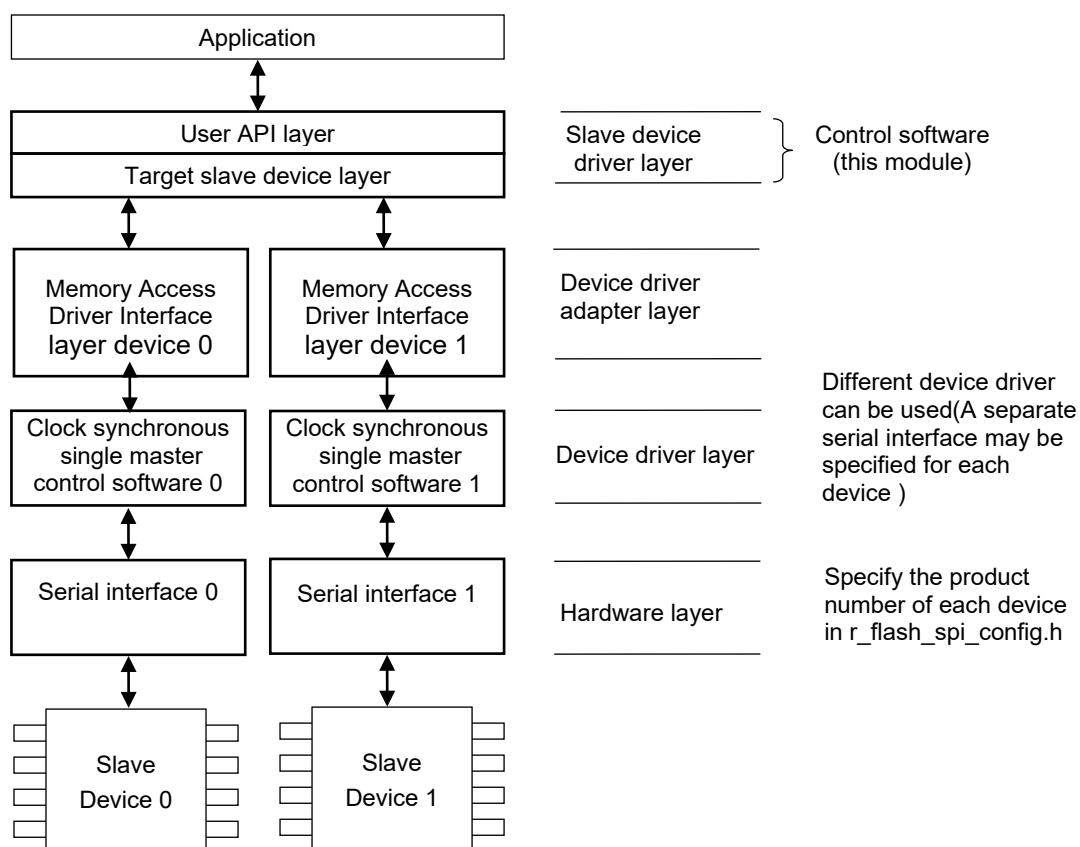 Application
User API layer
Target slave device layer
Slave device
driver layer
Control software
(this module)
Memory Access
Driver Interface
layer device 0
Memory Access
Driver Interface
layer device 1
Device driver
adapter layer
Clock synchronous
single master
control software 0
Clock synchronous
single master
control software 1
Device driver layer
Different device driver
can be used(A separate
serial interface may be
specified for each
device )
Serial interface 0
Serial interface 1
Hardware layer
Specify the product
number of each device
in r_flash_spi_config.h
Slave
Device 0
Slave
Device 1